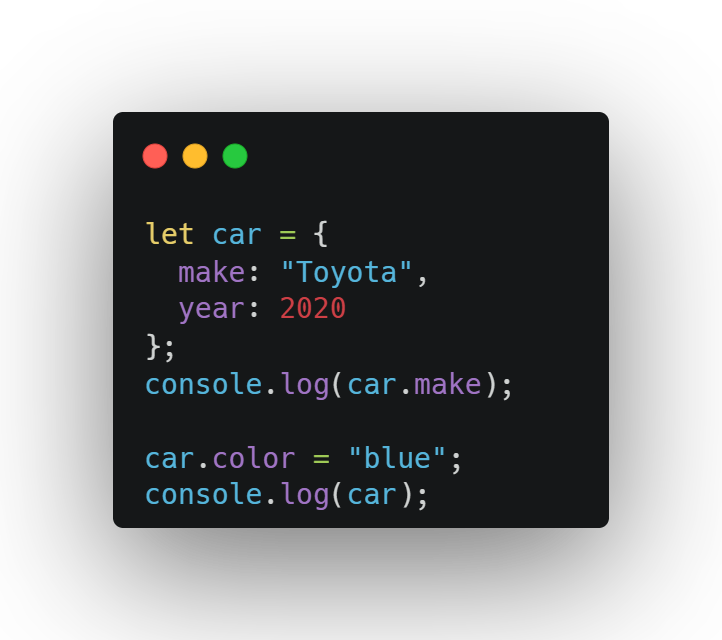 let car = {
  make: "Toyota",
  year: 2020
};
console.log(car.make);

car.color = "blue";
console.log(car);